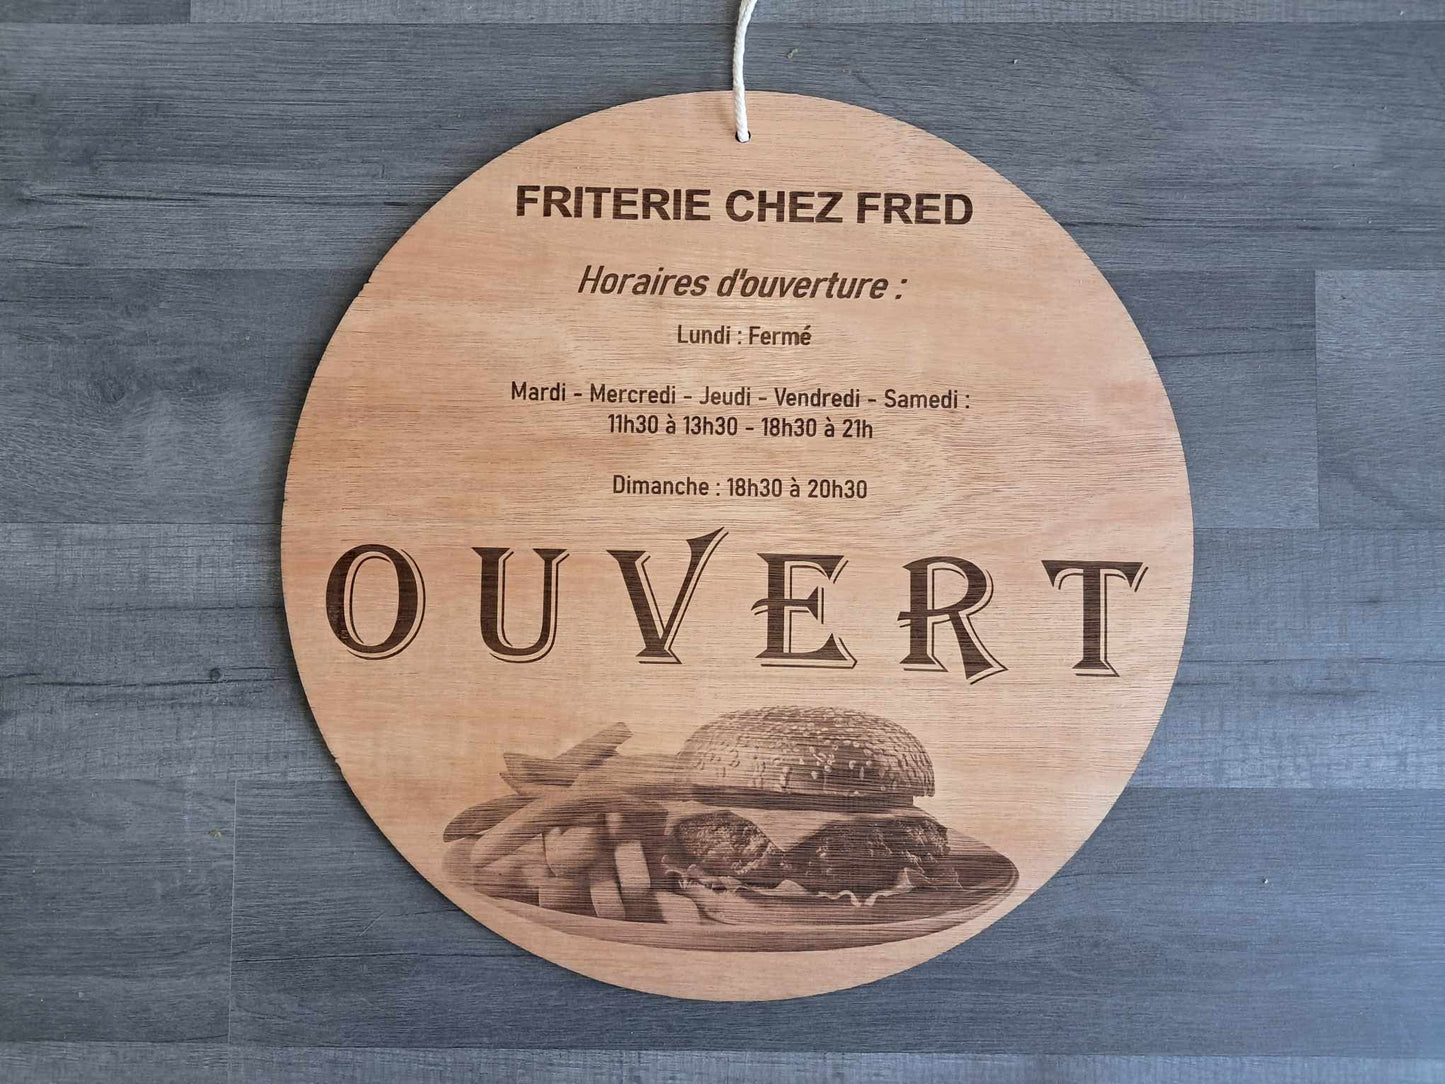 FRITERIE CHEZ FRED
Horaires d'ouverture :
Lundi : Fermé
Mardi - Mercredi - Jeudi - Vendredi - Samedi :
11h30 à 13h30 - 18h30 à 21h
Dimanche : 18h30 à 20h30
OUVERT